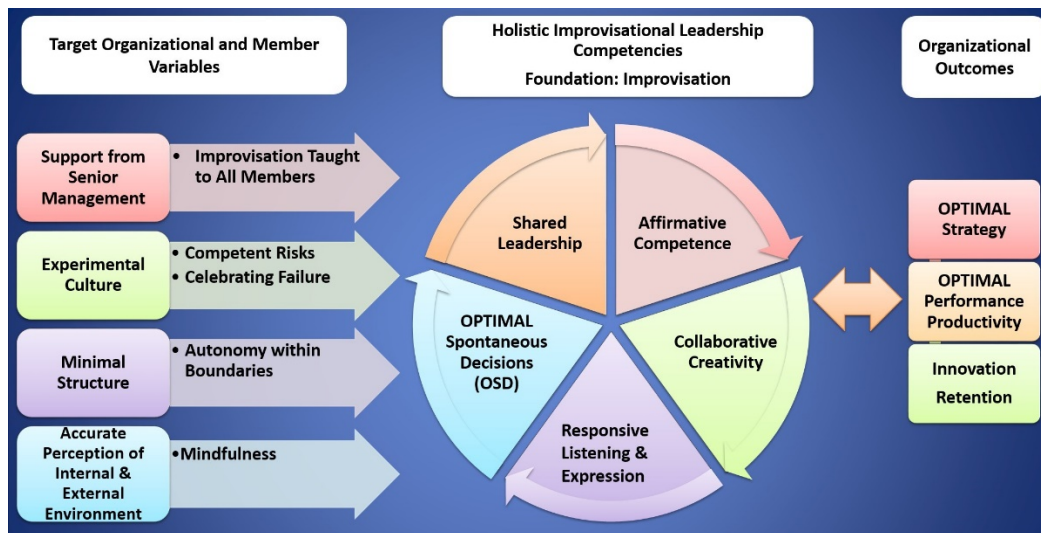 Target Organizational and Member
Variables
Holistic Improvisational Leadership
Competencies
Foundation: Improvisation
Organizational
Outcomes
Support from
Senior
Management
• Improvisation Taught
to All Members
Experimental
Culture
• Competent Risks
• Celebrating Failure
Minimal
Structure
• Autonomy within
Boundaries
Accurate
Perception of
Internal &
External
Environment
•Mindfulness
Shared
Leadership
Affirmative
Competence
Collaborative
Creativity
Responsive
Listening &
Expression
OPTIMAL
Spontaneous
Decisions
(OSD)
OPTIMAL
Strategy
OPTIMAL
Performance
Productivity
Innovation
Retention